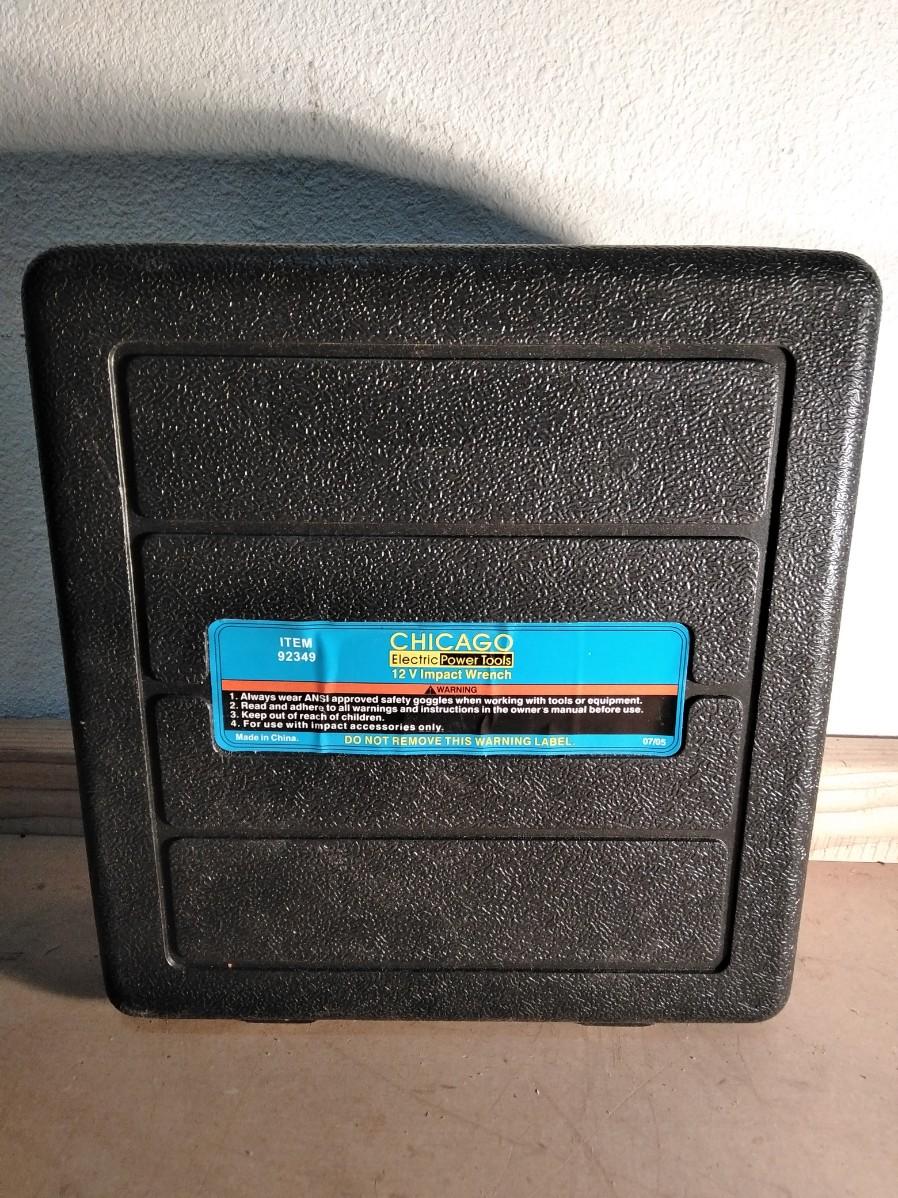 ITEM
92349
CHICAGO
Electric Power Tools
12 V Impact Wrench
WARNING
1. Always wear ANSI approved safety goggles when working with tools or equipment.
2. Read and adhere to all warnings and instructions in the owner's manual before use.
3. Keep out of reach of children.
4. For use with impact accessories only.
Made in China.
DO NOT REMOVE THIS WARNING LABEL.
07/05